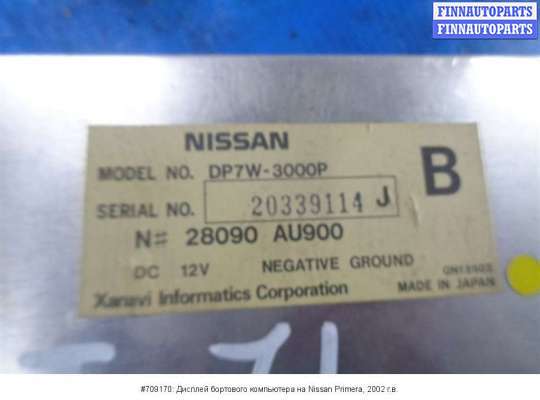 FINNAUTOPARTS
FINNAUTOPARTS
NISSAN
MODEL NO. DP7W-3000P
B
SERIAL NO. 20339114 J
N= 28090 AU900
DC 12V NEGATIVE GROUND
MADE IN JAPAN
Xanavi Informatics Corporation
#709170: Дисплей бортового компьютера на Nissan Primera, 2002 г.в.